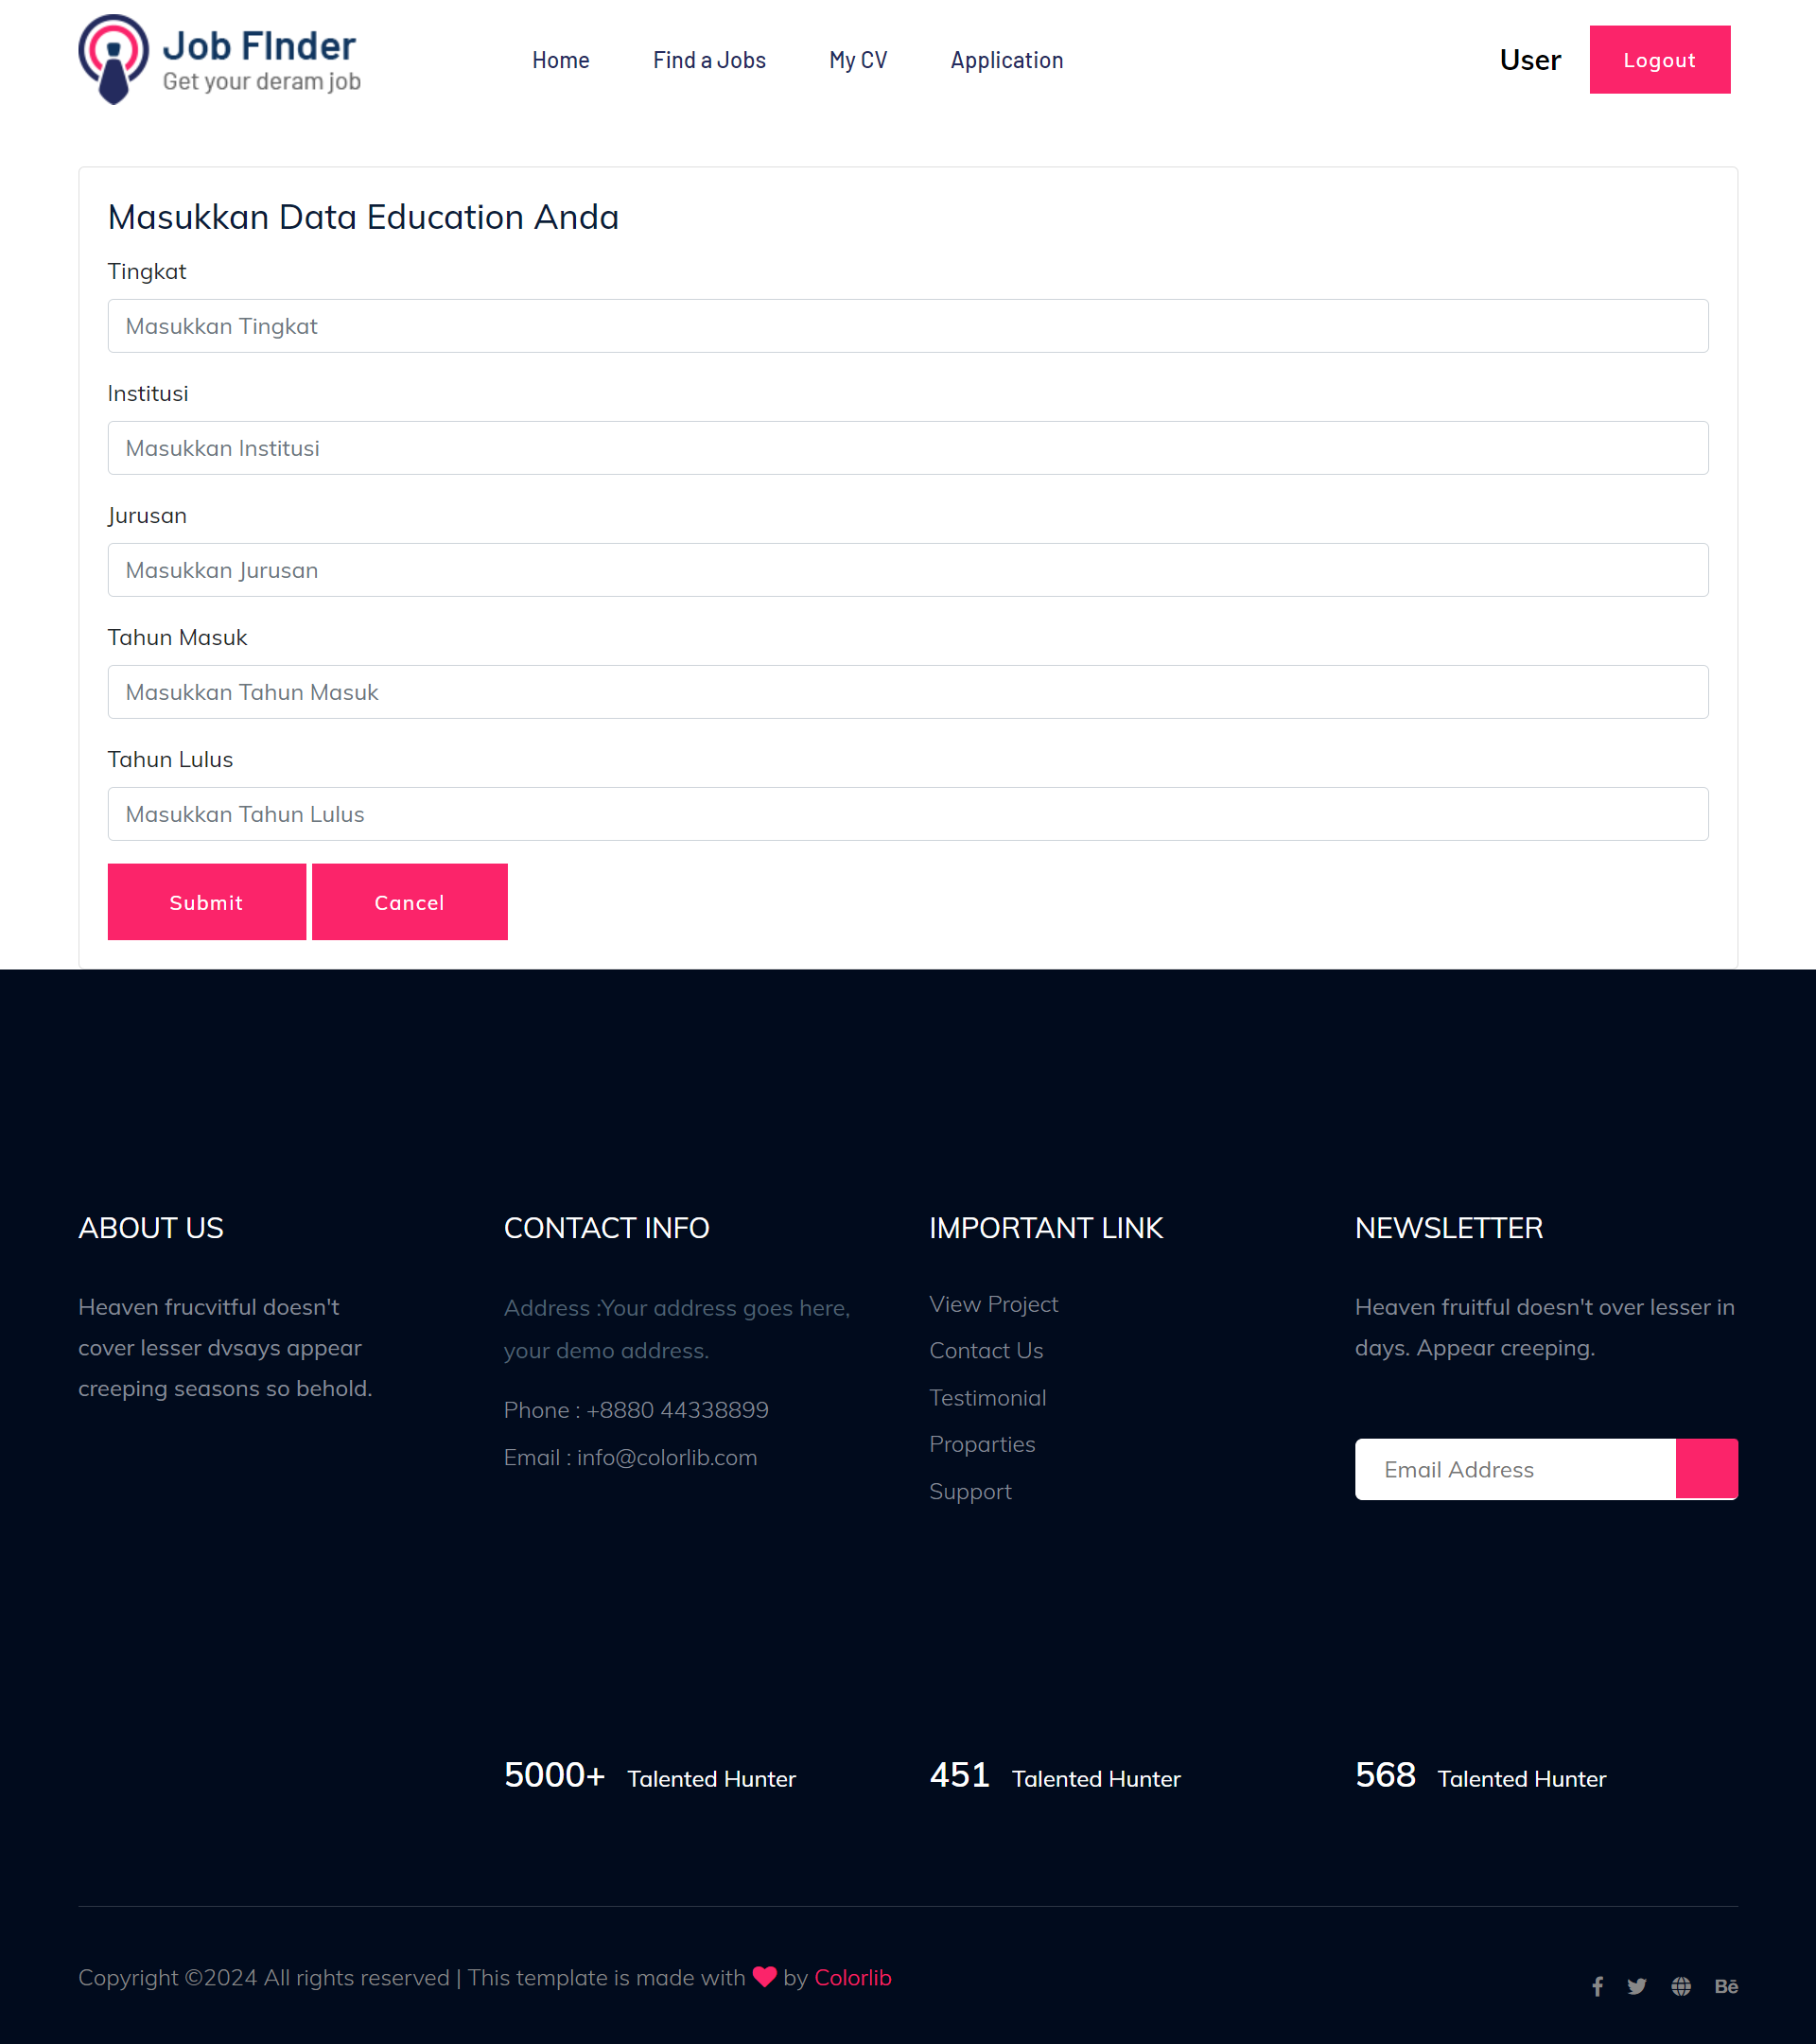 Job FInder
Get your deram job
Home
Find a Jobs
My CV
Application
User
Logout
Masukkan Data Education Anda
Tingkat
Masukkan Tingkat
Institusi
Masukkan Institusi
Jurusan
Masukkan Jurusan
Tahun Masuk
Masukkan Tahun Masuk
Tahun Lulus
Masukkan Tahun Lulus
Submit
Cancel
ABOUT US
Heaven frucvitful doesn't
cover lesser dvsays appear
creeping seasons so behold.
CONTACT INFO
Address :Your address goes here,
your demo address.
Phone : +8880 44338899
Email : info@colorlib.com
IMPORTANT LINK
View Project
Contact Us
Testimonial
Proparties
Support
NEWSLETTER
Heaven fruitful doesn't over lesser in
days. Appear creeping.
Email Address
5000+ Talented Hunter
451 Talented Hunter
568 Talented Hunter
Copyright ©2024 All rights reserved | This template is made with ♥ by Colorlib
Bē